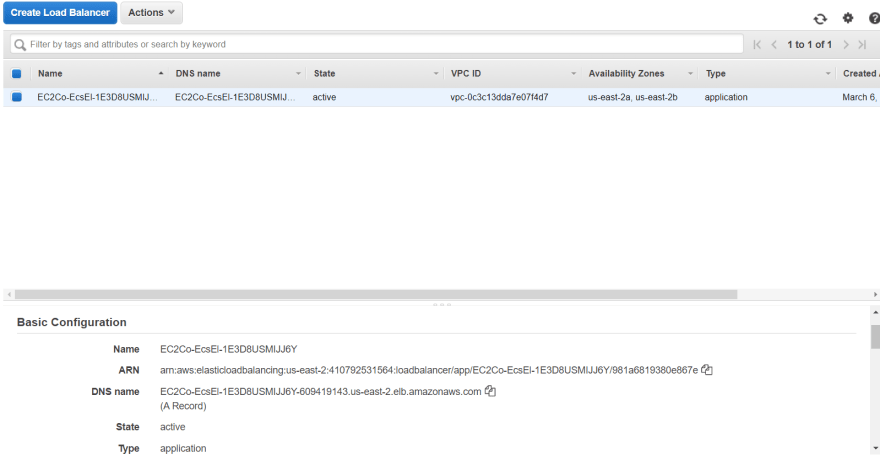 Create Load Balancer Actions
Filter by tags and attributes or search by keyword 1 to 1 of 1
Name DNS name State VPC ID Availability Zones Type Created
EC2Co-EcsEl-1E3D8USMIJ... EC2Co-EcsEl-1E3D8USMIJ... active vpc-0c3c13dda7e07f4d7 us-east-2a, us-east-2b application March 6,
Basic Configuration
Name EC2Co-EcsEl-1E3D8USMIJJ6Y
ARN arn:aws:elasticloadbalancing:us-east-2:410792531564:loadbalancer/app/EC2Co-EcsEl-1E3D8USMIJJ6Y/981a6819380e867e
DNS name EC2Co-EcsEl-1E3D8USMIJJ6Y-609419143.us-east-2.elb.amazonaws.com
(A Record)
State active
Type application